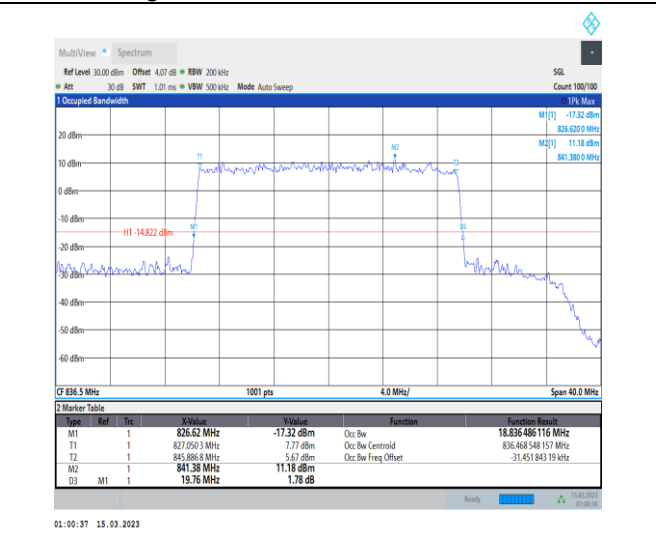 MultiView Spectrum
Ref Level 30.00 dBm Offset 4.07 dB RBW 200 kHz SGL
Att 30 dB SWT 1.01 ms VBW 500 kHz Mode Auto Sweep Count 100/100
1 Occupied Bandwidth 1Pk Max
M1[1] -17.32 dBm
826.620 0 MHz
M2[1] 11.18 dBm
841.380 0 MHz
20 dBm
10 dBm
0 dBm
-10 dBm
-20 dBm
-30 dBm
-40 dBm
-50 dBm
-60 dBm
T1
M2
T2
H1 -14.822 dBm
M1
D3
CF 836.5 MHz 1001 pts 4.0 MHz/ Span 40.0 MHz
2 Marker Table
Type Ref Trc X-Value Y-Value Function Function Result
M1 1 826.62 MHz -17.32 dBm Occ Bw 18.836 486 116 MHz
T1 1 827.050 3 MHz 7.77 dBm Occ Bw Centroid 836.468 548 157 MHz
T2 1 845.886 8 MHz 5.67 dBm Occ Bw Freq Offset -31.451 843 19 kHz
M2 1 841.38 MHz 11.18 dBm
D3 M1 1 19.76 MHz 1.78 dB
Ready 15.03.2023
01:00:36
01:00:37 15.03.2023